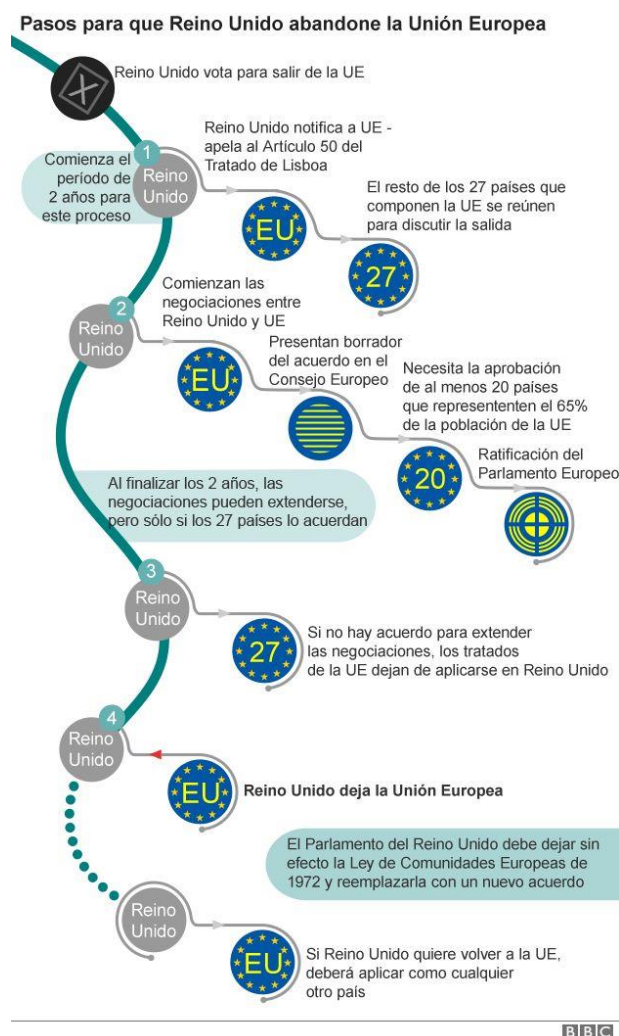 Pasos para que Reino Unido abandone la Unión Europea
Reino Unido vota para salir de la UE
1
Reino
Unido
Comienza el
período de
2 años para
este proceso
Reino Unido notifica a UE -
apela al Artículo 50 del
Tratado de Lisboa
EU
El resto de los 27 países que
componen la UE se reúnen
para discutir la salida
27
2
Reino
Unido
Comienzan las
negociaciones entre
Reino Unido y UE
EU
Presentan borrador
del acuerdo en el
Consejo Europeo
Necesita la aprobación
de al menos 20 países
que represententen el 65%
de la población de la UE
20
Ratificación del
Parlamento Europeo
Al finalizar los 2 años, las
negociaciones pueden extenderse,
pero sólo si los 27 países lo acuerdan
3
Reino
Unido
27
Si no hay acuerdo para extender
las negociaciones, los tratados
de la UE dejan de aplicarse en Reino Unido
4
Reino
Unido
EU
Reino Unido deja la Unión Europea
El Parlamento del Reino Unido debe dejar sin
efecto la Ley de Comunidades Europeas de
1972 y reemplazarla con un nuevo acuerdo
Reino
Unido
EU
Si Reino Unido quiere volver a la UE,
deberá aplicar como cualquier
otro país
BBC